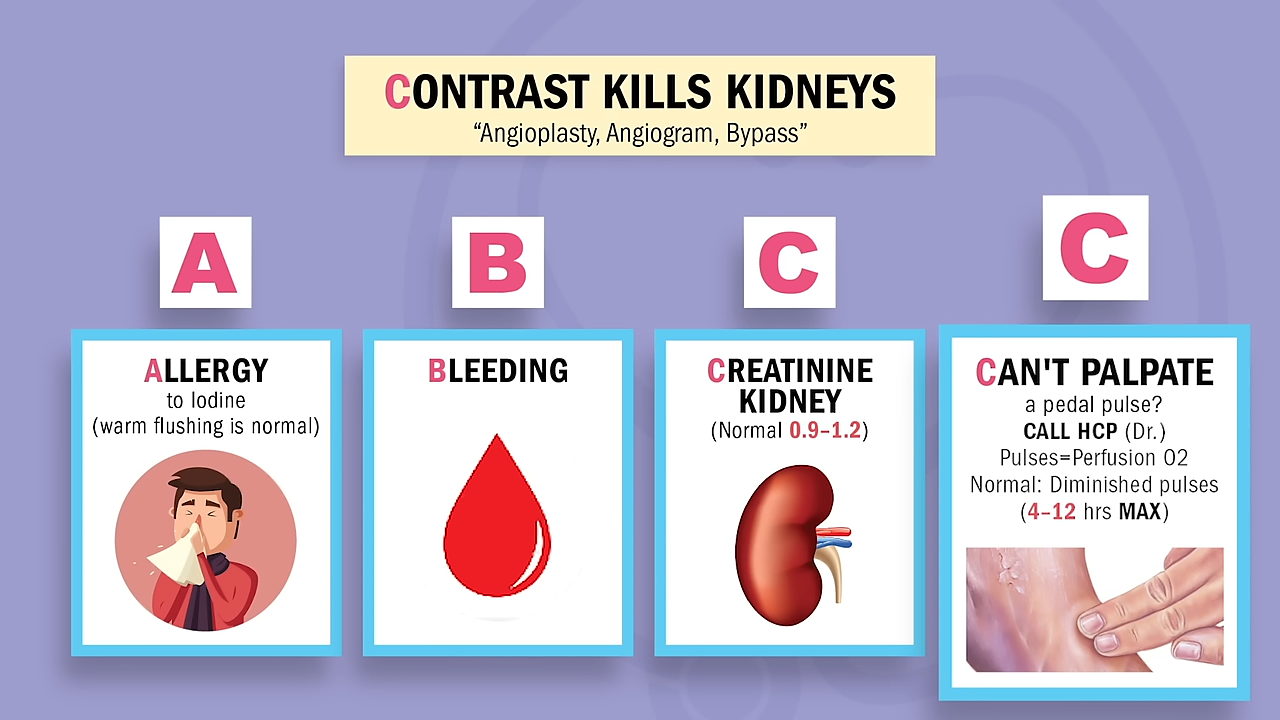 CONTRAST KILLS KIDNEYS
“Angioplasty, Angiogram, Bypass”
A
ALLERGY
to Iodine
(warm flushing is normal)
B
BLEEDING
C
CREATININE
KIDNEY
(Normal 0.9–1.2)
C
CAN'T PALPATE
a pedal pulse?
CALL HCP (Dr.)
Pulses=Perfusion O2
Normal: Diminished pulses
(4–12 hrs MAX)